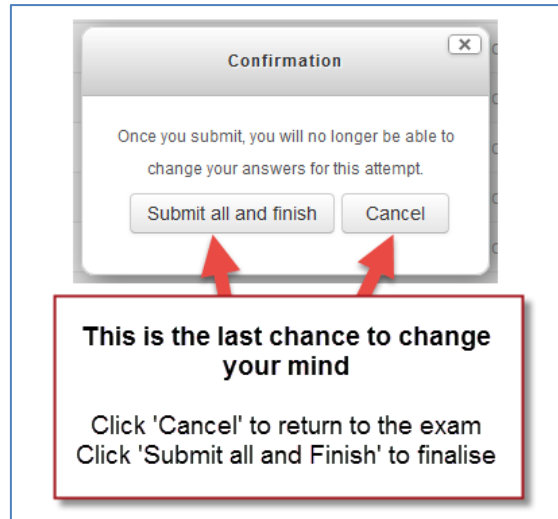 Confirmation
Once you submit, you will no longer be able to
change your answers for this attempt.
Submit all and finish Cancel
This is the last chance to change
your mind
Click 'Cancel' to return to the exam
Click 'Submit all and Finish' to finalise